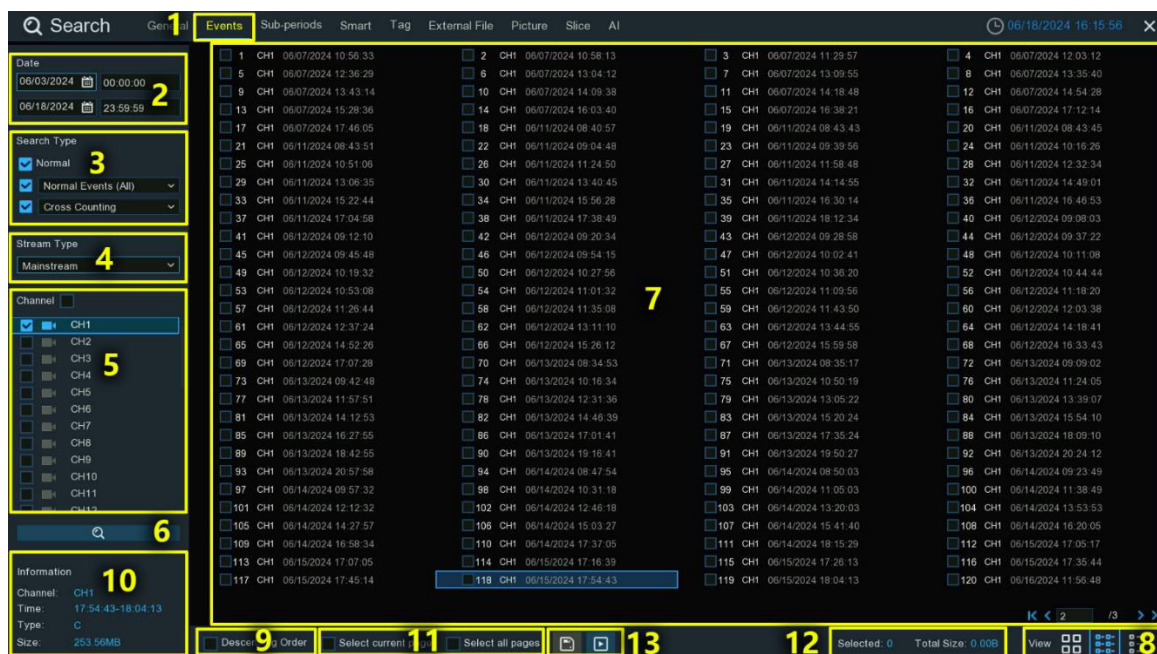 Search
General Events Sub-periods Smart Tag External File Picture Slice AI
06/18/2024 16:15:56
1
Date
06/03/2024 00:00:00
06/18/2024 23:59:59
2
Search Type
Normal
Normal Events (All)
Cross Counting
3
Stream Type
Mainstream
4
Channel
CH1
CH2
CH3
CH4
CH5
CH6
CH7
CH8
CH9
CH10
CH11
CH12
5
6
Information
Channel: CH1
Time: 17:54:43-18:04:13
Type: C
Size: 253.56MB
10
1 CH1 06/07/2024 10:56:33 2 CH1 06/07/2024 10:58:13 3 CH1 06/07/2024 11:29:57 4 CH1 06/07/2024 12:03:12
5 CH1 06/07/2024 12:36:29 6 CH1 06/07/2024 13:04:12 7 CH1 06/07/2024 13:09:55 8 CH1 06/07/2024 13:35:40
9 CH1 06/07/2024 13:43:14 10 CH1 06/07/2024 14:09:38 11 CH1 06/07/2024 14:18:48 12 CH1 06/07/2024 14:54:28
13 CH1 06/07/2024 15:28:36 14 CH1 06/07/2024 16:03:40 15 CH1 06/07/2024 16:38:21 16 CH1 06/07/2024 17:12:14
17 CH1 06/07/2024 17:46:05 18 CH1 06/11/2024 08:40:57 19 CH1 06/11/2024 08:43:43 20 CH1 06/11/2024 08:43:45
21 CH1 06/11/2024 08:43:51 22 CH1 06/11/2024 09:04:48 23 CH1 06/11/2024 09:39:56 24 CH1 06/11/2024 10:16:26
25 CH1 06/11/2024 10:51:06 26 CH1 06/11/2024 11:24:50 27 CH1 06/11/2024 11:58:48 28 CH1 06/11/2024 12:32:34
29 CH1 06/11/2024 13:06:35 30 CH1 06/11/2024 13:40:45 31 CH1 06/11/2024 14:14:55 32 CH1 06/11/2024 14:49:01
33 CH1 06/11/2024 15:22:44 34 CH1 06/11/2024 15:56:28 35 CH1 06/11/2024 16:30:14 36 CH1 06/11/2024 16:46:53
37 CH1 06/11/2024 17:04:58 38 CH1 06/11/2024 17:38:49 39 CH1 06/11/2024 18:12:34 40 CH1 06/12/2024 09:08:03
41 CH1 06/12/2024 09:12:10 42 CH1 06/12/2024 09:20:34 43 CH1 06/12/2024 09:28:58 44 CH1 06/12/2024 09:37:22
45 CH1 06/12/2024 09:45:48 46 CH1 06/12/2024 09:54:15 47 CH1 06/12/2024 10:02:41 48 CH1 06/12/2024 10:11:08
49 CH1 06/12/2024 10:19:32 50 CH1 06/12/2024 10:27:56 51 CH1 06/12/2024 10:36:20 52 CH1 06/12/2024 10:44:44
53 CH1 06/12/2024 10:53:08 54 CH1 06/12/2024 11:01:32 55 CH1 06/12/2024 11:09:56 56 CH1 06/12/2024 11:18:20
57 CH1 06/12/2024 11:26:44 58 CH1 06/12/2024 11:35:08 59 CH1 06/12/2024 11:43:50 60 CH1 06/12/2024 12:03:38
61 CH1 06/12/2024 12:37:24 62 CH1 06/12/2024 13:11:10 63 CH1 06/12/2024 13:44:55 64 CH1 06/12/2024 14:18:41
65 CH1 06/12/2024 14:52:26 66 CH1 06/12/2024 15:26:12 67 CH1 06/12/2024 15:59:58 68 CH1 06/12/2024 16:33:43
69 CH1 06/12/2024 17:07:28 70 CH1 06/13/2024 08:34:53 71 CH1 06/13/2024 08:35:17 72 CH1 06/13/2024 09:09:02
73 CH1 06/13/2024 09:42:48 74 CH1 06/13/2024 10:16:34 75 CH1 06/13/2024 10:50:19 76 CH1 06/13/2024 11:24:05
77 CH1 06/13/2024 11:57:51 78 CH1 06/13/2024 12:31:36 79 CH1 06/13/2024 13:05:22 80 CH1 06/13/2024 13:39:07
81 CH1 06/13/2024 14:12:53 82 CH1 06/13/2024 14:46:39 83 CH1 06/13/2024 15:20:24 84 CH1 06/13/2024 15:54:10
85 CH1 06/13/2024 16:27:55 86 CH1 06/13/2024 17:01:41 87 CH1 06/13/2024 17:35:24 88 CH1 06/13/2024 18:09:10
89 CH1 06/13/2024 18:42:55 90 CH1 06/13/2024 19:16:41 91 CH1 06/13/2024 19:50:27 92 CH1 06/13/2024 20:24:12
93 CH1 06/13/2024 20:57:58 94 CH1 06/14/2024 08:47:54 95 CH1 06/14/2024 08:50:03 96 CH1 06/14/2024 09:23:49
97 CH1 06/14/2024 09:57:32 98 CH1 06/14/2024 10:31:18 99 CH1 06/14/2024 11:05:03 100 CH1 06/14/2024 11:38:49
101 CH1 06/14/2024 12:12:32 102 CH1 06/14/2024 12:46:18 103 CH1 06/14/2024 13:20:03 104 CH1 06/14/2024 13:53:53
105 CH1 06/14/2024 14:27:57 106 CH1 06/14/2024 15:03:27 107 CH1 06/14/2024 15:41:40 108 CH1 06/14/2024 16:20:05
109 CH1 06/14/2024 16:58:34 110 CH1 06/14/2024 17:37:05 111 CH1 06/14/2024 18:15:29 112 CH1 06/15/2024 17:05:17
113 CH1 06/15/2024 17:07:05 114 CH1 06/15/2024 17:16:39 115 CH1 06/15/2024 17:26:13 116 CH1 06/15/2024 17:35:44
117 CH1 06/15/2024 17:45:14 118 CH1 06/15/2024 17:54:43 119 CH1 06/15/2024 18:04:13 120 CH1 06/16/2024 11:56:48
7
2 /3
Order 9
Select current 11 Select all pages
13
12
Selected: 0 Total Size: 0.00B
View 8